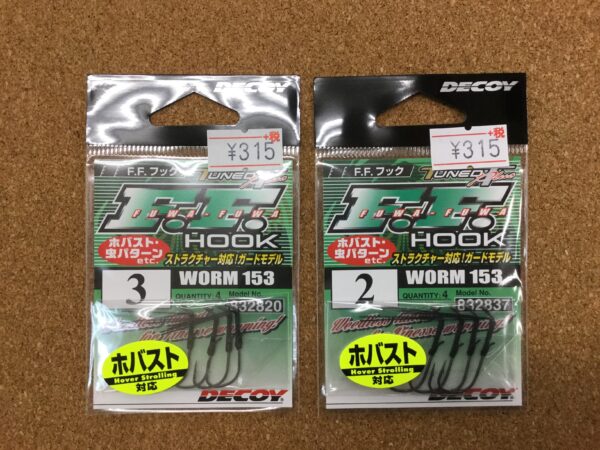 DECOY
+税
¥315
F.F. フック
TUNED
F.F.
FUWA-FUWA
HOOK
ホバスト・
虫パターン
etc.
ストラクチャー対応!ガードモデル
3
WORM 153
QUANTITY: 4 Model No.
832820
ホバスト
Hover Strolling
対応
DECOY
DECOY
+税
¥315
F.F. フック
TUNED
F.F.
FUWA-FUWA
HOOK
ホバスト・
虫パターン
etc.
ストラクチャー対応!ガードモデル
2
WORM 153
QUANTITY: 4 Model No.
832837
ホバスト
Hover Strolling
対応
DECOY